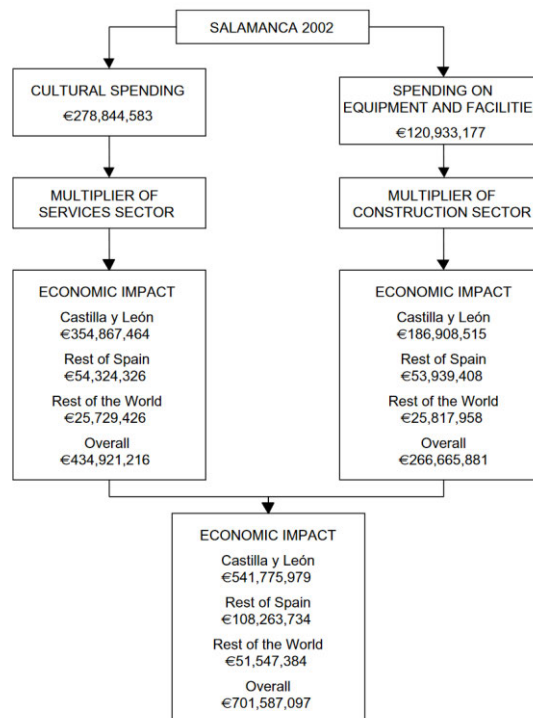 SALAMANCA 2002
CULTURAL SPENDING
€278,844,583
SPENDING ON
EQUIPMENT AND FACILITIE
€120,933,177
MULTIPLIER OF
SERVICES SECTOR
MULTIPLIER OF
CONSTRUCTION SECTOR
ECONOMIC IMPACT
Castilla y León
€354,867,464
Rest of Spain
€54,324,326
Rest of the World
€25,729,426
Overall
€434,921,216
ECONOMIC IMPACT
Castilla y León
€186,908,515
Rest of Spain
€53,939,408
Rest of the World
€25,817,958
Overall
€266,665,881
ECONOMIC IMPACT
Castilla y León
€541,775,979
Rest of Spain
€108,263,734
Rest of the World
€51,547,384
Overall
€701,587,097